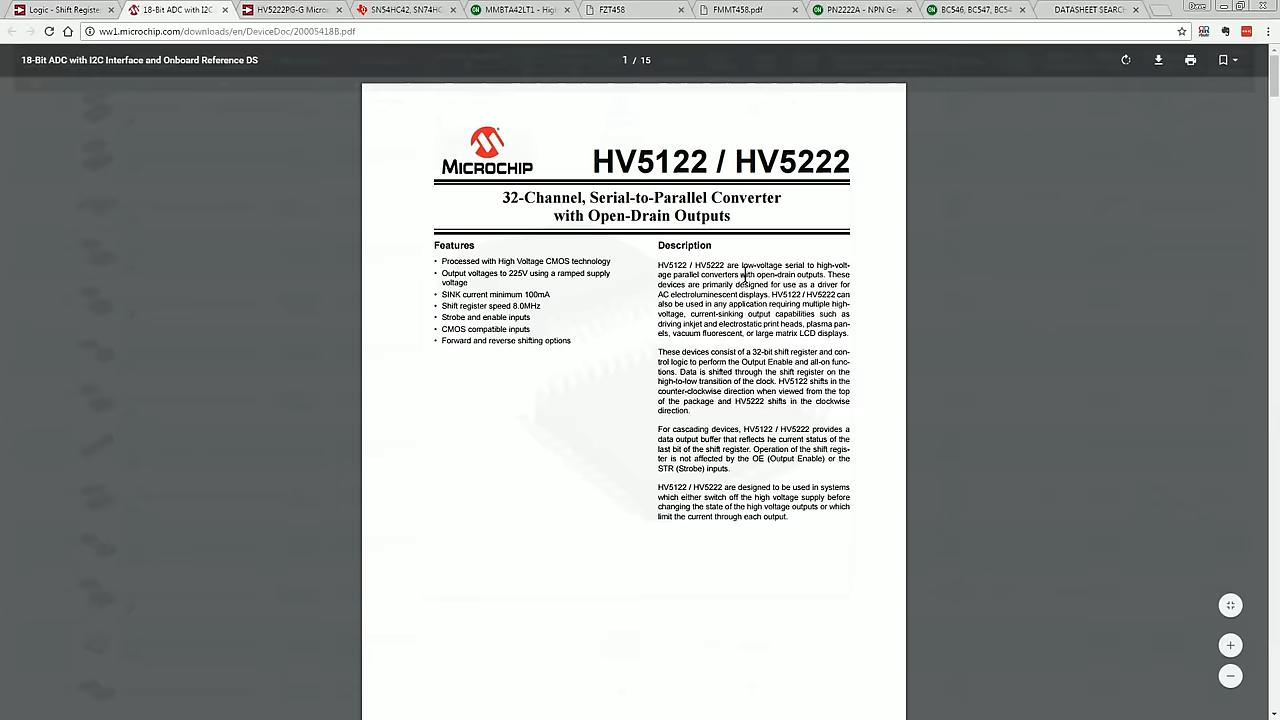 Logic - Shift Register
18-Bit ADC with I2C
HV5222PG-G Micro
SN54HC42, SN74HC
MMBTA42LT1 - Hig
FZT458
FMMT458.pdf
PN2222A - NPN Ger
BC546, BC547, BC54
DATASHEET SEARC
Dave
ww1.microchip.com/downloads/en/DeviceDoc/20005418B.pdf
18-Bit ADC with I2C Interface and Onboard Reference DS
1 / 15
MICROCHIP
HV5122 / HV5222
32-Channel, Serial-to-Parallel Converter
with Open-Drain Outputs
Features
• Processed with High Voltage CMOS technology
• Output voltages to 225V using a ramped supply
voltage
• SINK current minimum 100mA
• Shift register speed 8.0MHz
• Strobe and enable inputs
• CMOS compatible inputs
• Forward and reverse shifting options
Description
HV5122 / HV5222 are low-voltage serial to high-volt-
age parallel converters with open-drain outputs. These
devices are primarily designed for use as a driver for
AC electroluminescent displays. HV5122 / HV5222 can
also be used in any application requiring multiple high-
voltage, current-sinking output capabilities such as
driving inkjet and electrostatic print heads, plasma pan-
els, vacuum fluorescent, or large matrix LCD displays.
These devices consist of a 32-bit shift register and con-
trol logic to perform the Output Enable and all-on func-
tions. Data is shifted through the shift register on the
high-to-low transition of the clock. HV5122 shifts in the
counter-clockwise direction when viewed from the top
of the package and HV5222 shifts in the clockwise
direction.
For cascading devices, HV5122 / HV5222 provides a
data output buffer that reflects he current status of the
last bit of the shift register. Operation of the shift regis-
ter is not affected by the OE (Output Enable) or the
STR (Strobe) inputs.
HV5122 / HV5222 are designed to be used in systems
which either switch off the high voltage supply before
changing the state of the high voltage outputs or which
limit the current through each output.